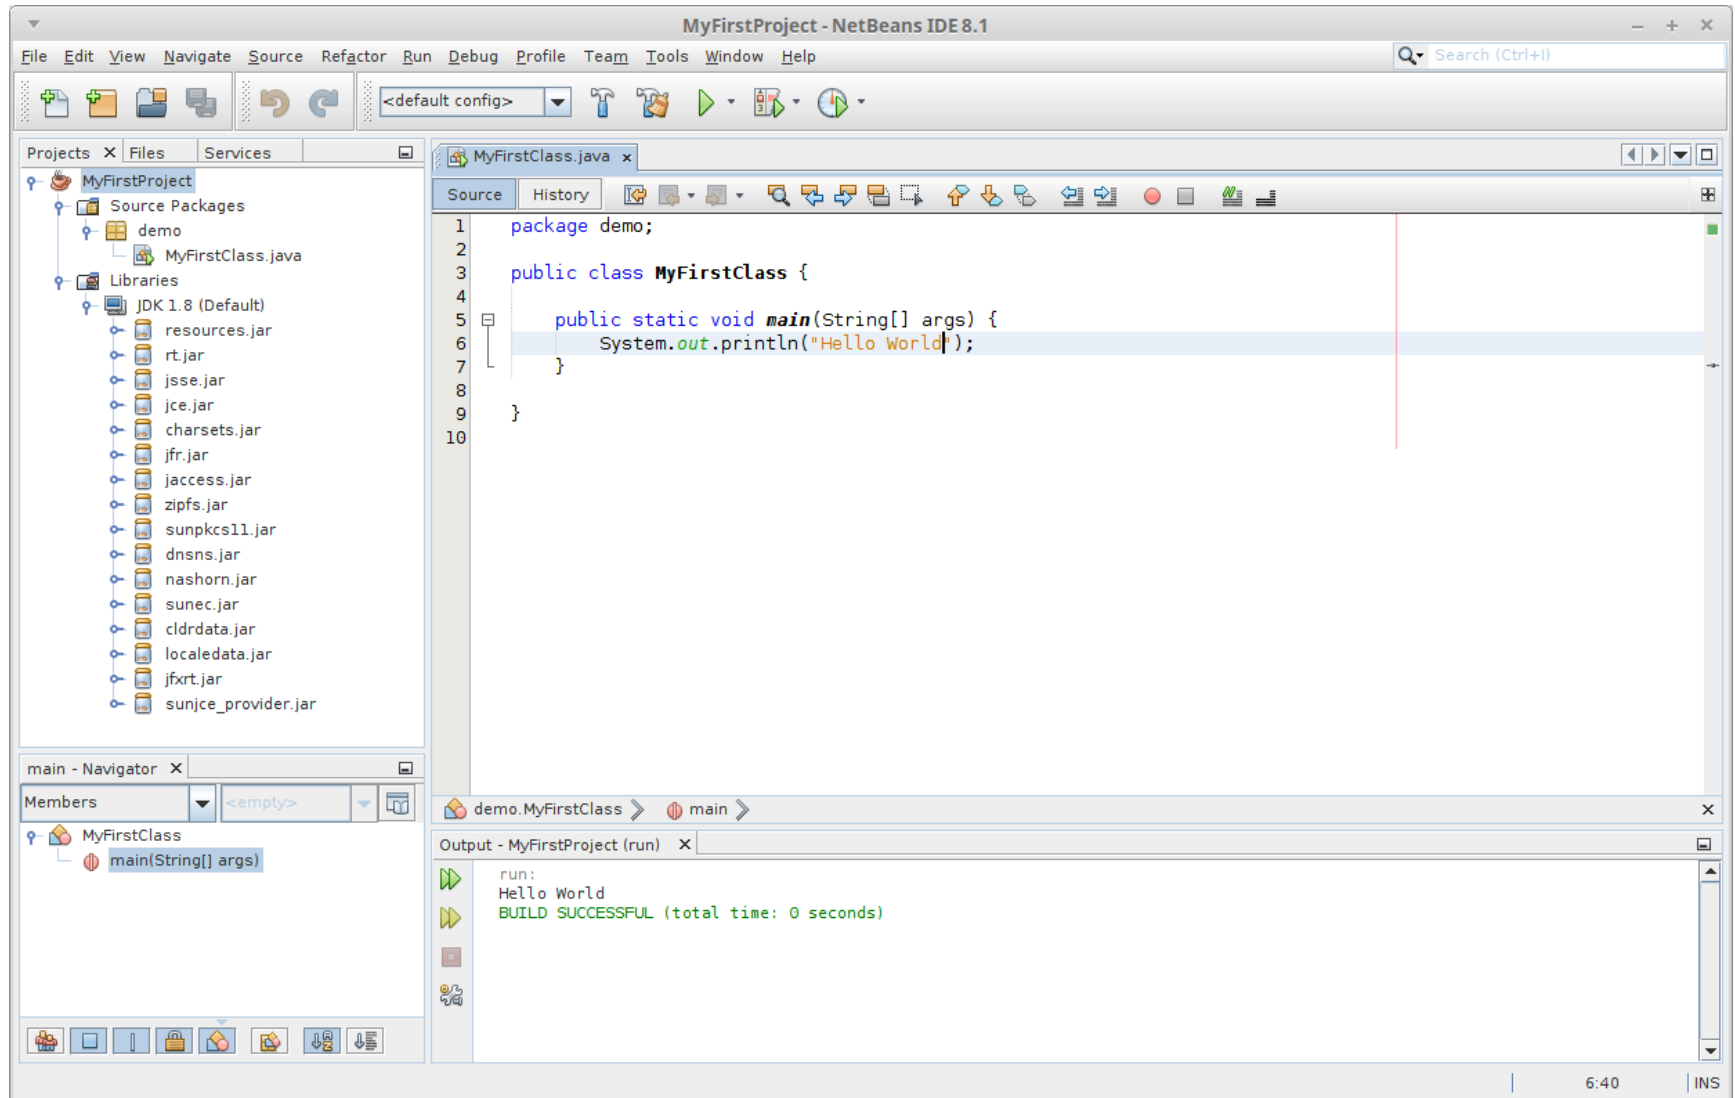 MyFirstProject - NetBeans IDE 8.1
File Edit View Navigate Source Refactor Run Debug Profile Team Tools Window Help
Search (Ctrl+I)
<default config>
Projects Files Services
MyFirstProject
Source Packages
demo
MyFirstClass.java
Libraries
JDK 1.8 (Default)
resources.jar
rt.jar
jsse.jar
jce.jar
charsets.jar
jfr.jar
jaccess.jar
zipfs.jar
sunpkcs11.jar
dnsns.jar
nashorn.jar
sunec.jar
cldrdata.jar
localedata.jar
jfxrt.jar
sunjce_provider.jar
main - Navigator
Members
<empty>
MyFirstClass
main(String[] args)
MyFirstClass.java
Source History
1 package demo;
2
3 public class MyFirstClass {
4
5 public static void main(String[] args) {
6 System.out.println("Hello World");
7 }
8
9 }
10
demo.MyFirstClass main
Output - MyFirstProject (run)
run:
Hello World
BUILD SUCCESSFUL (total time: 0 seconds)
6:40 INS